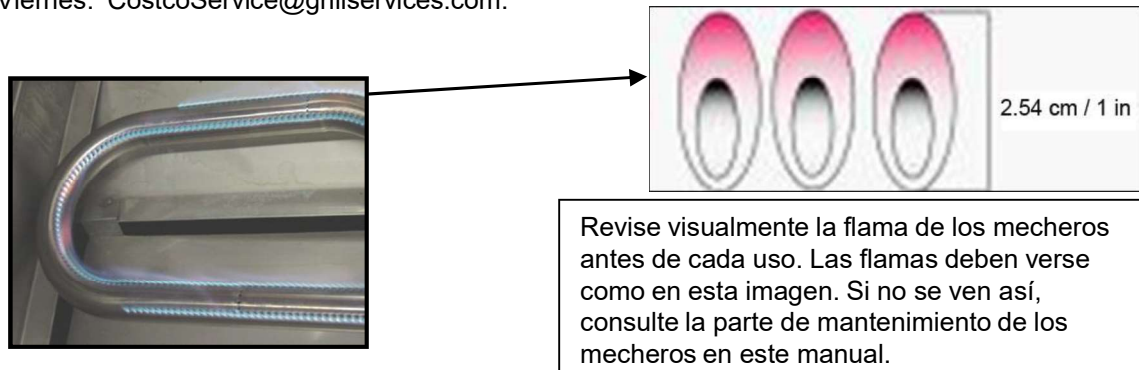 viernes. CostcoService@grillservices.com.
2.54 cm / 1 in
Revise visualmente la flama de los mecheros
antes de cada uso. Las flamas deben verse
como en esta imagen. Si no se ven así,
consulte la parte de mantenimiento de los
mecheros en este manual.